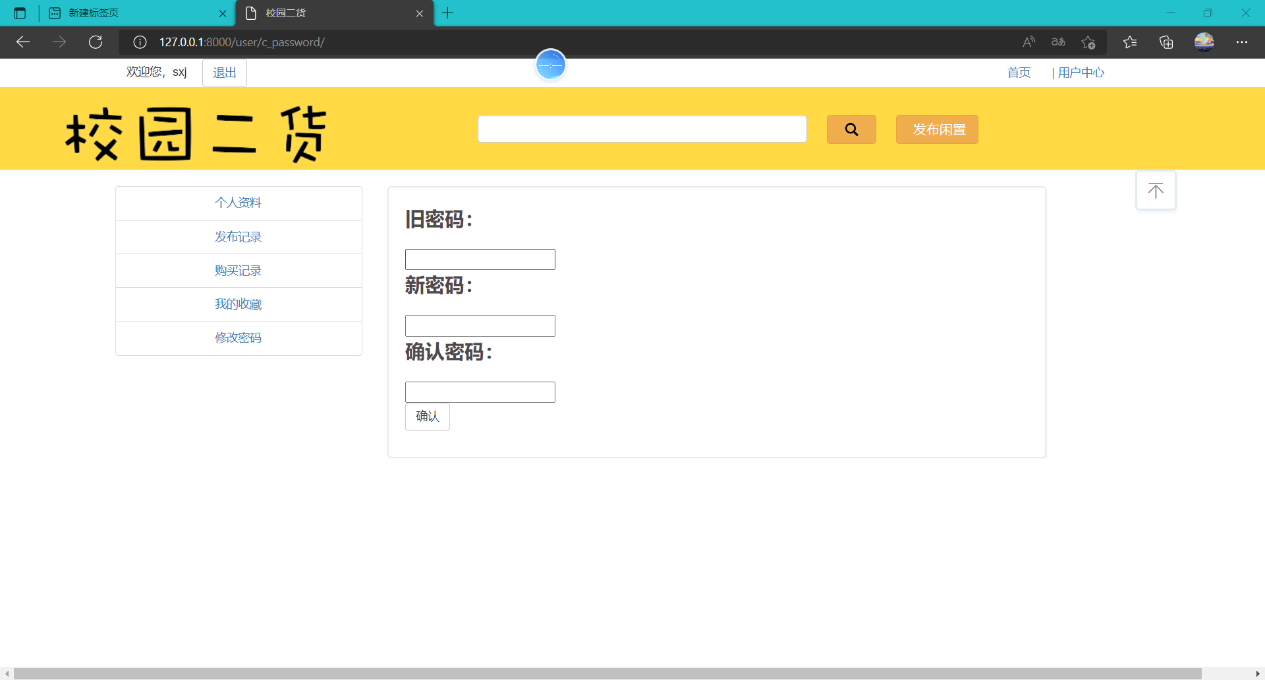 新建标签页
校园二货
127.0.0.1:8000/user/c_password/
欢迎您，sxj 退出 首页 | 用户中心
校园二货 发布闲置
个人资料
发布记录
购买记录
我的收藏
修改密码
旧密码：
新密码：
确认密码：
确认